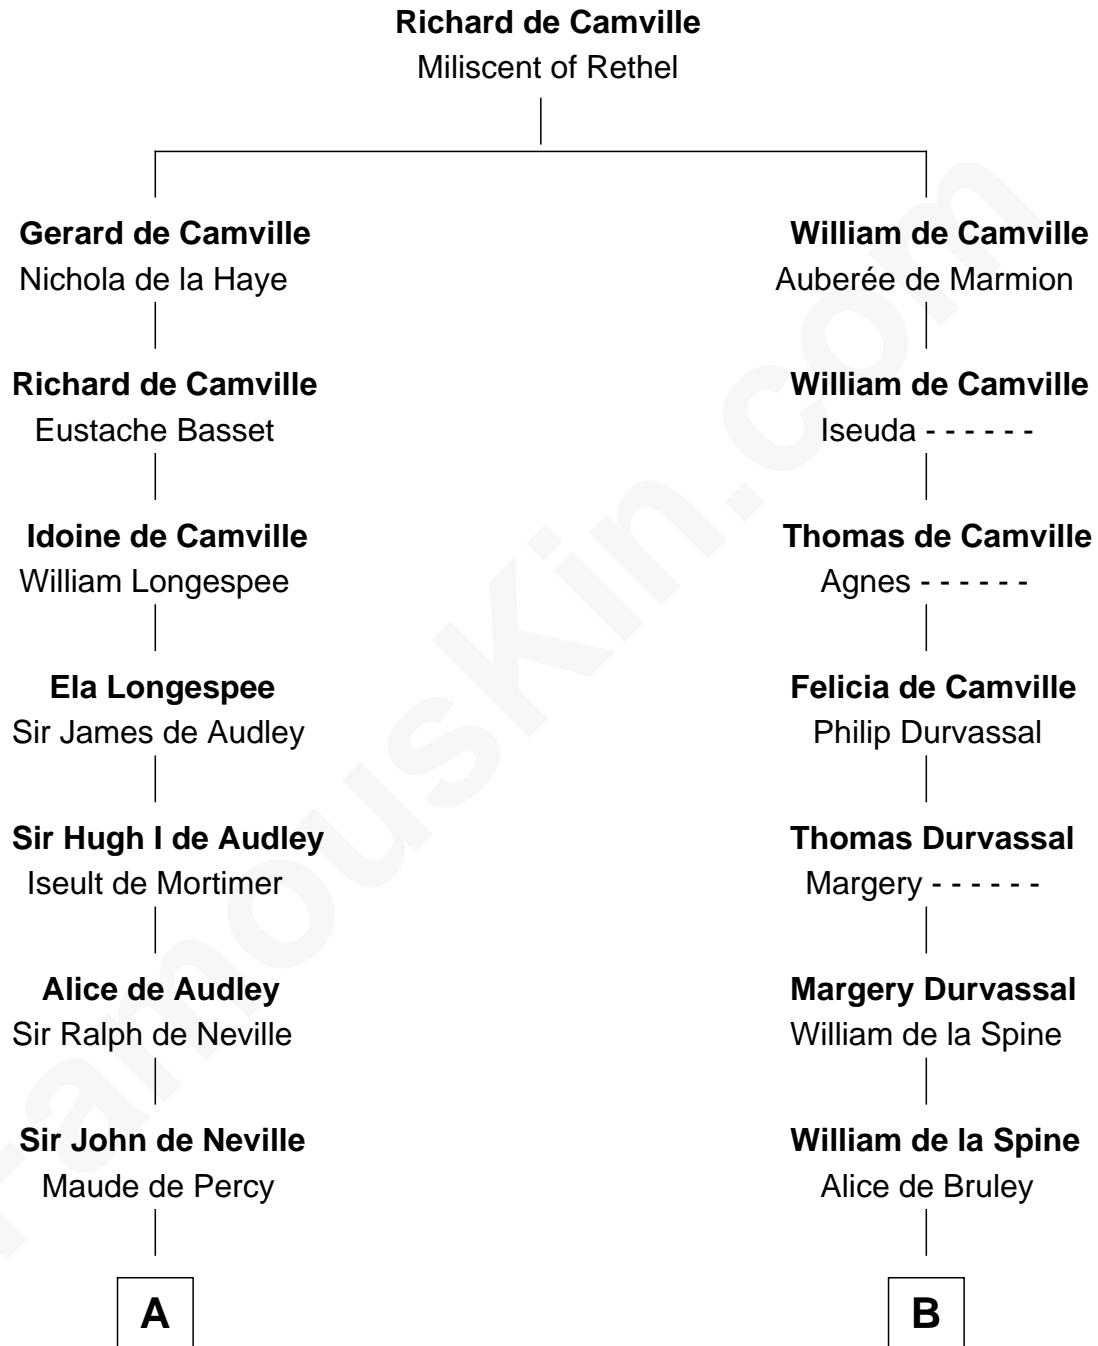 Richard de Camville
Miliscent of Rethel
Gerard de Camville
Nichola de la Haye
William de Camville
Auberée de Marmion
Richard de Camville
Eustache Basset
William de Camville
Iseuda - - - - - -
Idoine de Camville
William Longespee
Thomas de Camville
Agnes - - - - - -
Ela Longespee
Sir James de Audley
Felicia de Camville
Philip Durvassal
Sir Hugh I de Audley
Iseult de Mortimer
Thomas Durvassal
Margery - - - - - -
Alice de Audley
Sir Ralph de Neville
Margery Durvassal
William de la Spine
Sir John de Neville
Maude de Percy
William de la Spine
Alice de Bruley
A
B
FamousKin.com